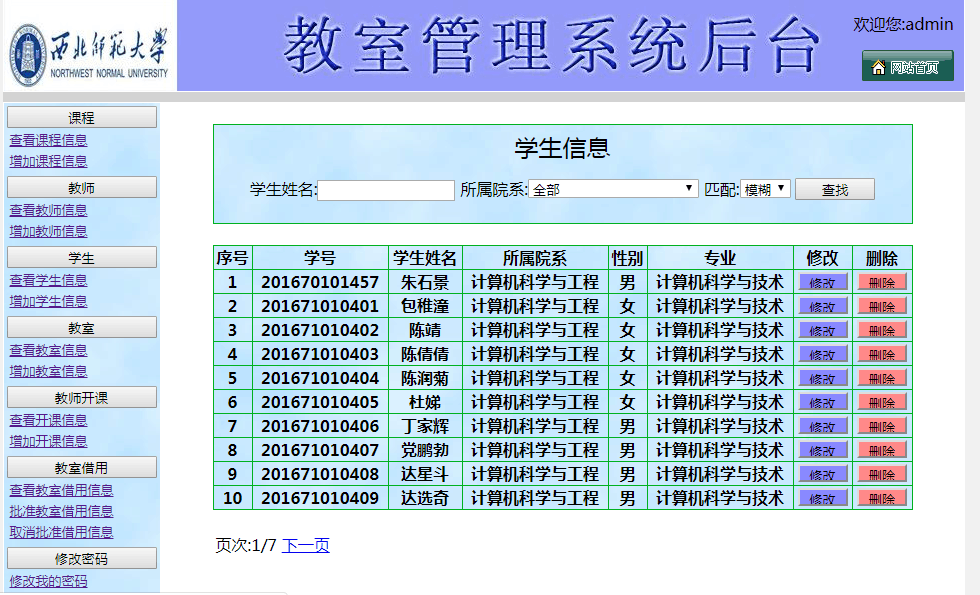 西北师范大学
NORTHWEST NORMAL UNIVERSITY
教室管理系统后台
欢迎您:admin
网站首页
课程
查看课程信息
增加课程信息
教师
查看教师信息
增加教师信息
学生
查看学生信息
增加学生信息
教室
查看教室信息
增加教室信息
教师开课
查看开课信息
增加开课信息
教室借用
查看教室借用信息
批准教室借用信息
取消批准借用信息
修改密码
修改我的密码
学生信息
学生姓名: 所属院系: 全部 匹配: 模糊 查找
序号 学号 学生姓名 所属院系 性别 专业 修改 删除
1 201670101457 朱石景 计算机科学与工程 男 计算机科学与技术 修改 删除
2 201671010401 包稚潼 计算机科学与工程 女 计算机科学与技术 修改 删除
3 201671010402 陈靖 计算机科学与工程 女 计算机科学与技术 修改 删除
4 201671010403 陈倩倩 计算机科学与工程 女 计算机科学与技术 修改 删除
5 201671010404 陈润菊 计算机科学与工程 女 计算机科学与技术 修改 删除
6 201671010405 杜娣 计算机科学与工程 女 计算机科学与技术 修改 删除
7 201671010406 丁家辉 计算机科学与工程 男 计算机科学与技术 修改 删除
8 201671010407 党鹏勃 计算机科学与工程 男 计算机科学与技术 修改 删除
9 201671010408 达星斗 计算机科学与工程 男 计算机科学与技术 修改 删除
10 201671010409 达选奇 计算机科学与工程 男 计算机科学与技术 修改 删除
页次:1/7 下一页